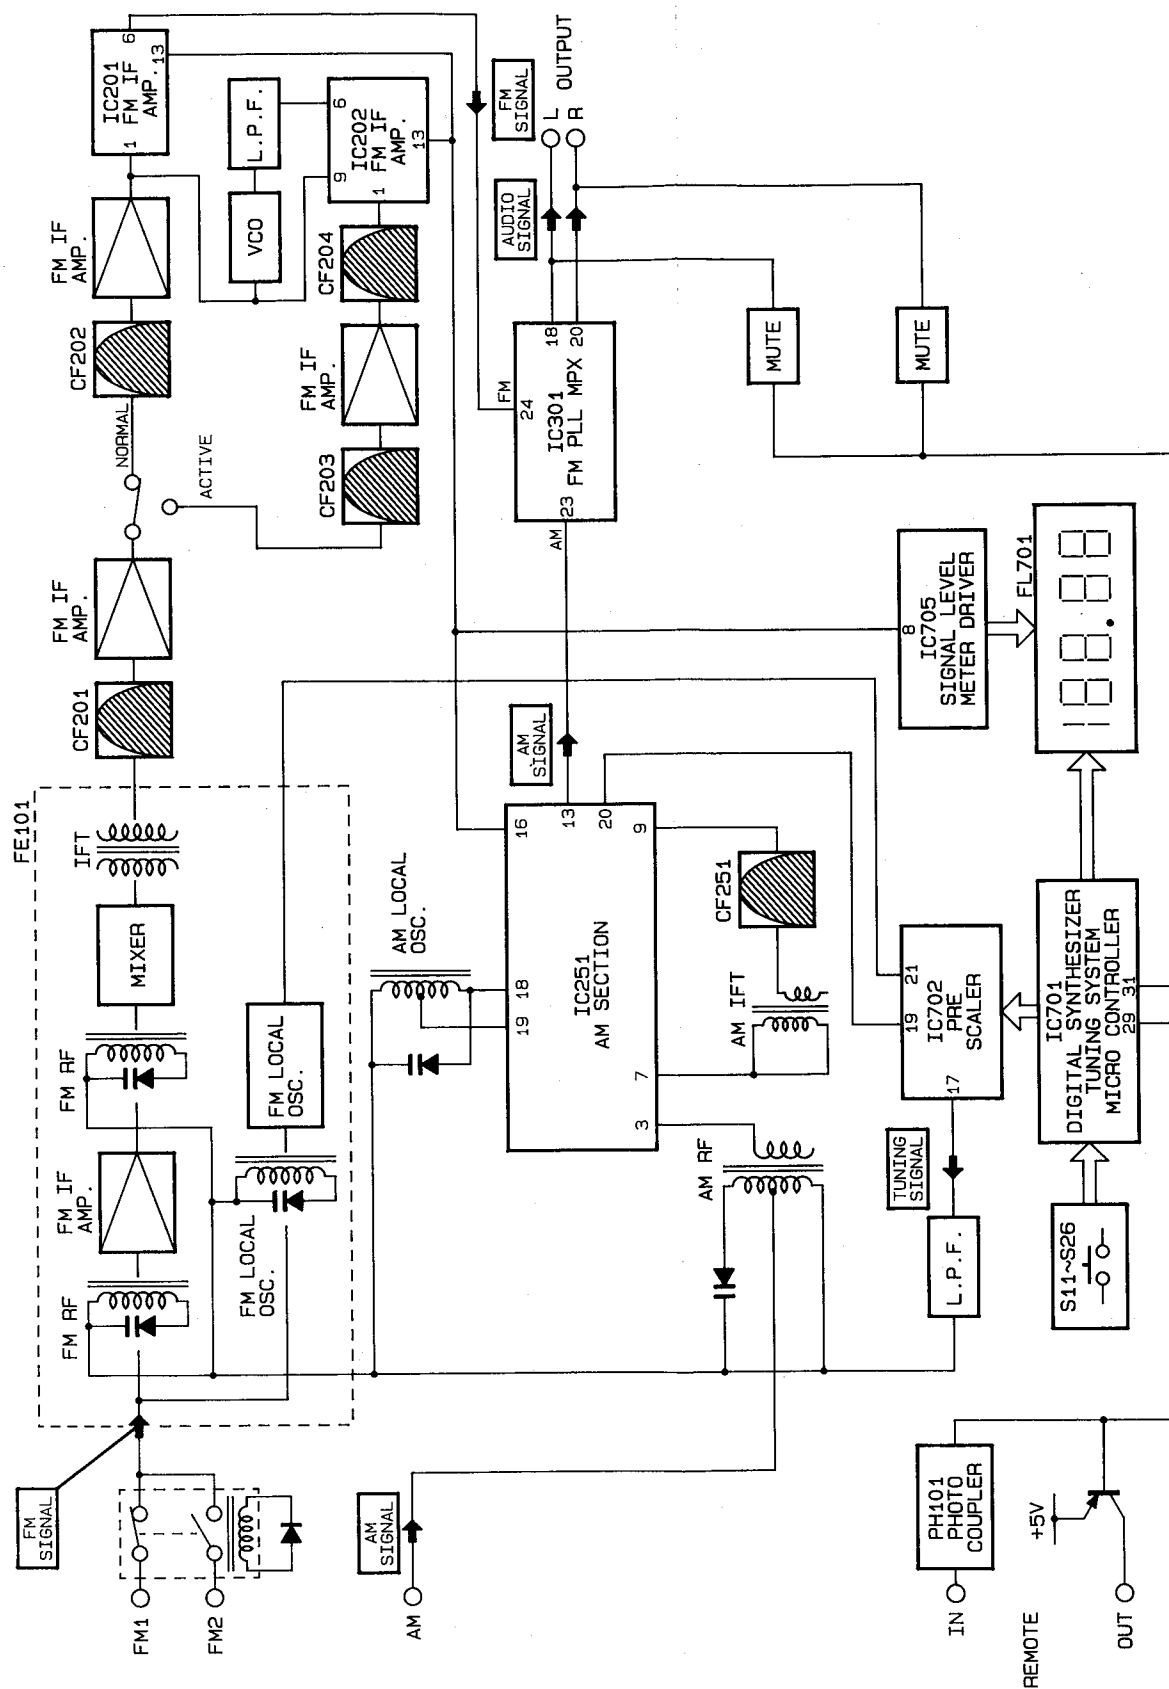 FM1
FM2
FM
SIGNAL
FE101
FM RF
FM IF
AMP.
FM RF
MIXER
IFT
FM LOCAL
OSC.
FM LOCAL
OSC.
CF201
FM IF
AMP.
NORMAL
ACTIVE
CF202
FM IF
AMP.
1
IC201
FM IF
AMP.
6
13
VCO
L.P.F.
CF203
FM IF
AMP.
CF204
1
9
IC202
FM IF
AMP.
6
13
AM
AM
SIGNAL
AM LOCAL
OSC.
19
18
16
IC251
AM SECTION
3
7
9
13
20
AM RF
AM IFT
CF251
AM
SIGNAL
AM
23
FM
24
IC301
FM PLL MPX
18
20
AUDIO
SIGNAL
FM
SIGNAL
L
R
OUTPUT
MUTE
MUTE
L.P.F.
TUNING
SIGNAL
17
IC702
PRE
SCALER
19
21
8
IC705
SIGNAL LEVEL
METER DRIVER
FL701
188.88
S11~S26
IC701
DIGITAL SYNTHESIZER
TUNING SYSTEM
MICRO CONTROLLER
29
31
REMOTE
IN
PH101
PHOTO
COUPLER
+5V
OUT